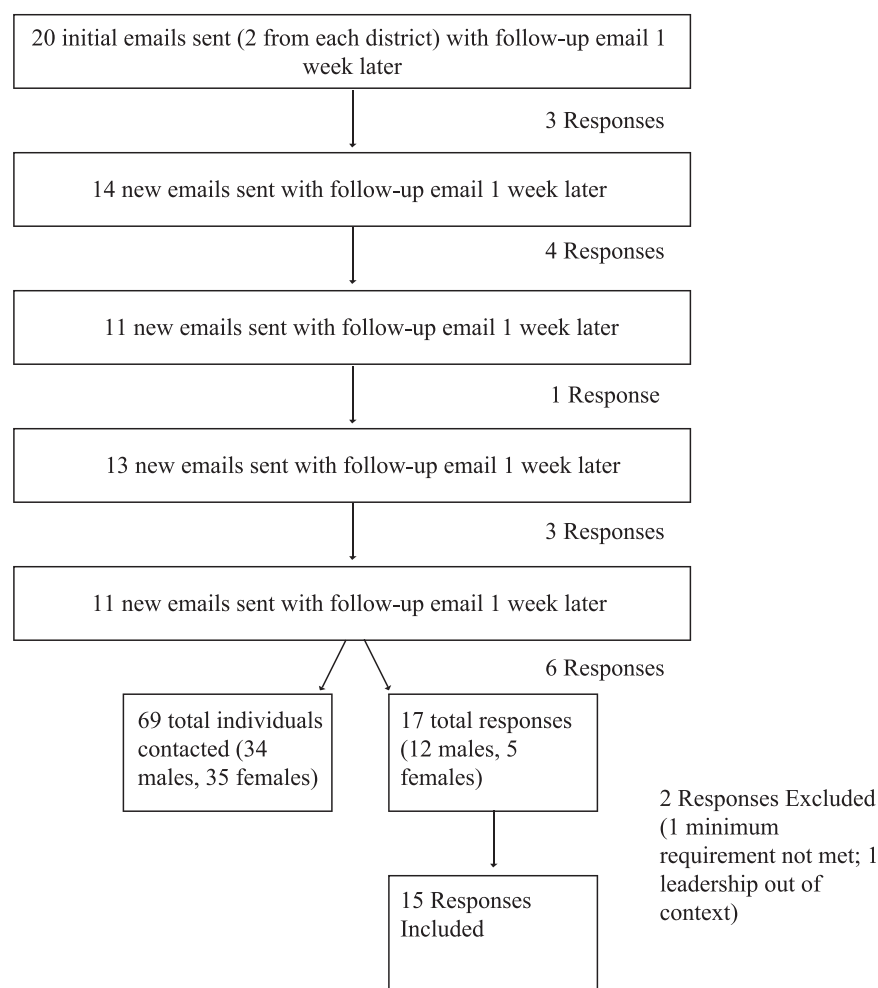 20 initial emails sent (2 from each district) with follow-up email 1
week later
3 Responses
14 new emails sent with follow-up email 1 week later
4 Responses
11 new emails sent with follow-up email 1 week later
1 Response
13 new emails sent with follow-up email 1 week later
3 Responses
11 new emails sent with follow-up email 1 week later
6 Responses
69 total individuals
contacted (34
males, 35 females)
17 total responses
(12 males, 5
females)
2 Responses Excluded
(1 minimum
requirement not met; 1
leadership out of
context)
15 Responses
Included